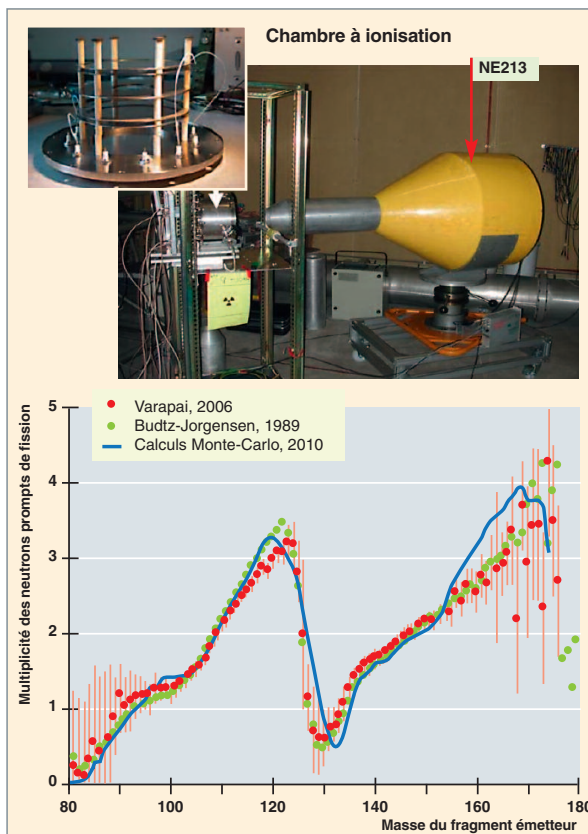 Chambre à ionisation
NE213
Varapai, 2006
Budtz-Jorgensen, 1989
Calculs Monte-Carlo, 2010
Multiplicité des neutrons prompts de fission
5
4
3
2
1
0
80 100 120 140 160 180
Masse du fragment émetteur